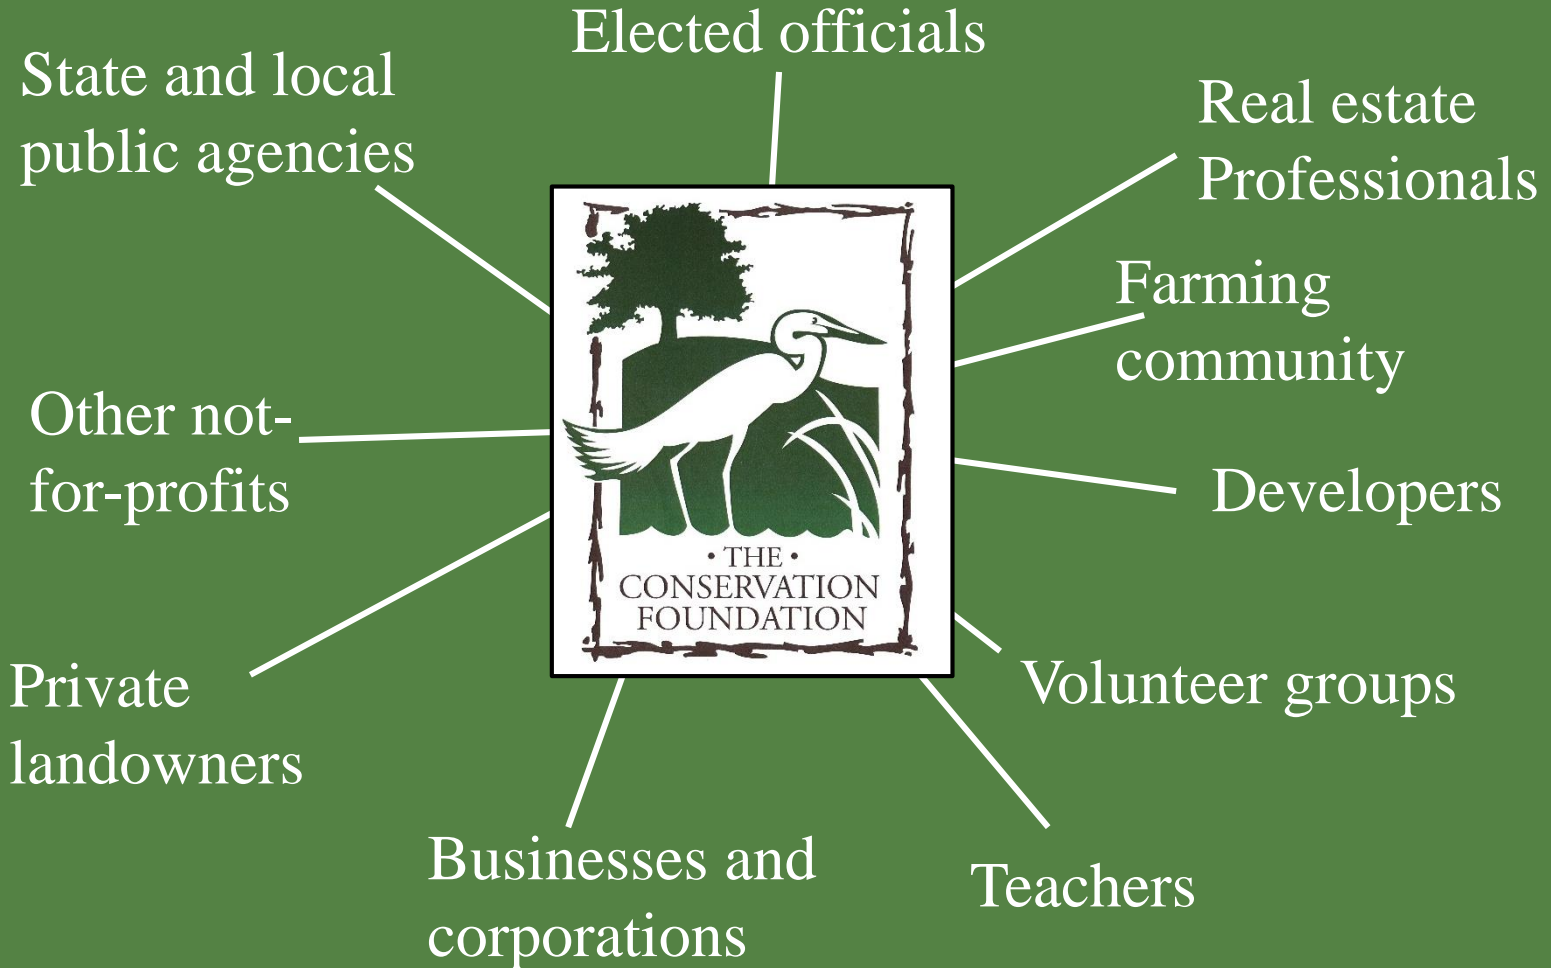 Elected officials
State and local
public agencies
Real estate
Professionals
Farming
community
Other not-
for-profits
Developers
• THE •
CONSERVATION
FOUNDATION
Private
landowners
Volunteer groups
Businesses and
corporations
Teachers